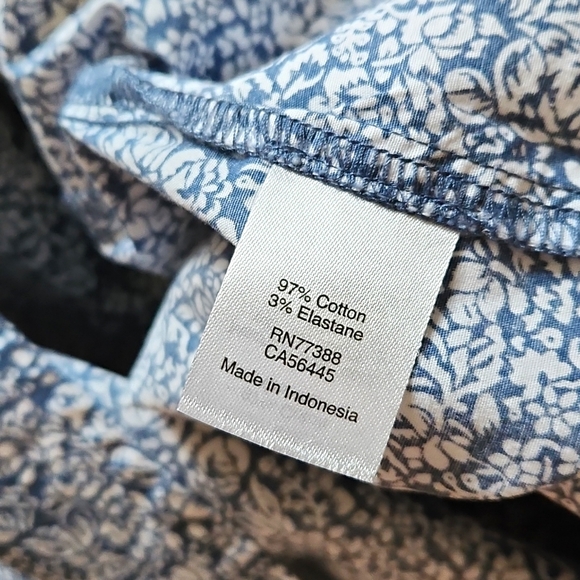 97% Cotton
3% Elastane
RN77388
CA56445
Made in Indonesia